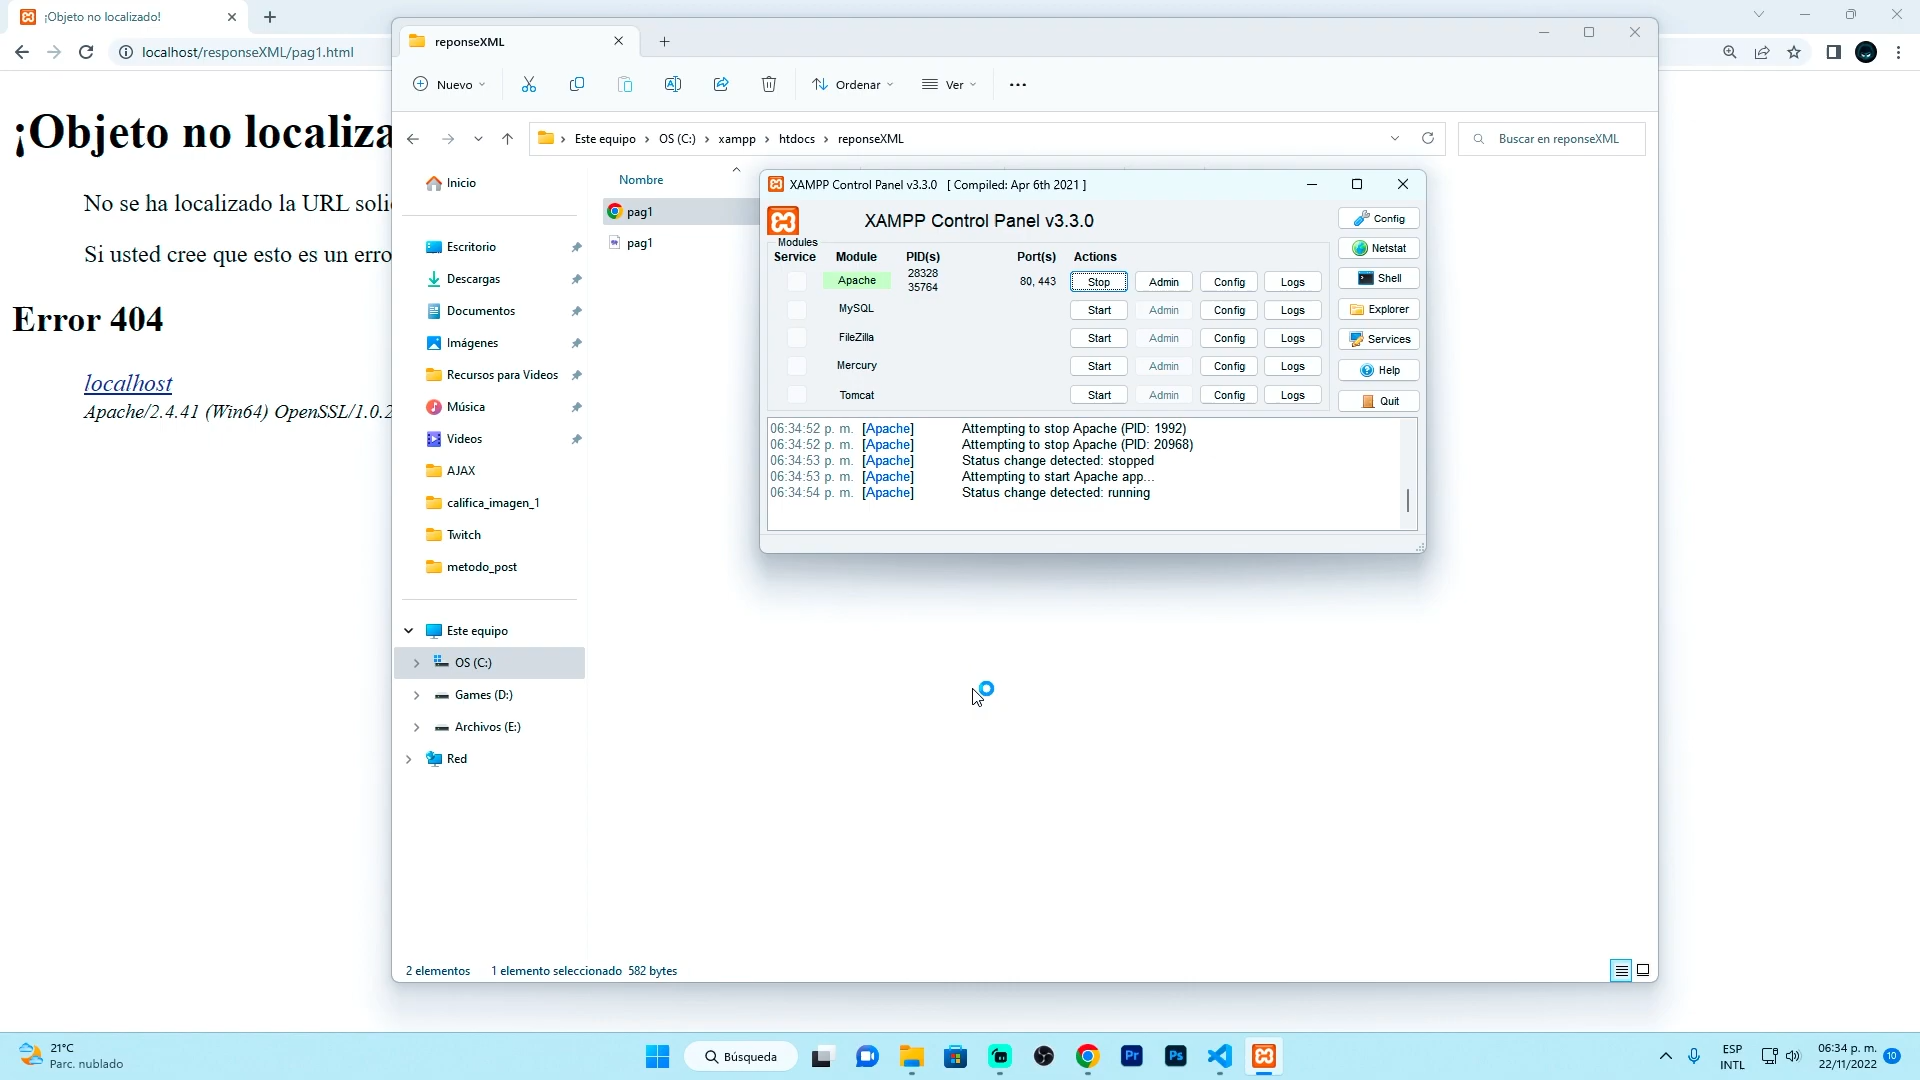 ¡Objeto no localizado!
localhost/responseXML/pag1.html
¡Objeto no localiza
No se ha localizado la URL soli
Si usted cree que esto es un erro
Error 404
localhost
Apache/2.4.41 (Win64) OpenSSL/1.0.2
reponseXML
Nuevo
Ordenar
Ver
Este equipo
OS (C:)
xampp
htdocs
reponseXML
Buscar en reponseXML
Inicio
Escritorio
Descargas
Documentos
Imágenes
Recursos para Videos
Música
Videos
AJAX
califica_imagen_1
Twitch
metodo_post
Este equipo
OS (C:)
Games (D:)
Archivos (E:)
Red
Nombre
pag1
pag1
2 elementos 1 elemento seleccionado 582 bytes
XAMPP Control Panel v3.3.0 [ Compiled: Apr 6th 2021 ]
XAMPP Control Panel v3.3.0
Modules
Service Module PID(s) Port(s) Actions
Apache 28328 35764 80, 443 Stop Admin Config Logs
MySQL Start Admin Config Logs
FileZilla Start Admin Config Logs
Mercury Start Admin Config Logs
Tomcat Start Admin Config Logs
Config
Netstat
Shell
Explorer
Services
Help
Quit
06:34:52 p. m. [Apache] Attempting to stop Apache (PID: 1992)
06:34:52 p. m. [Apache] Attempting to stop Apache (PID: 20968)
06:34:53 p. m. [Apache] Status change detected: stopped
06:34:53 p. m. [Apache] Attempting to start Apache app...
06:34:54 p. m. [Apache] Status change detected: running
21°C
Parc. nublado
Búsqueda
Pr
Ps
ESP
INTL
06:34 p. m.
22/11/2022
10